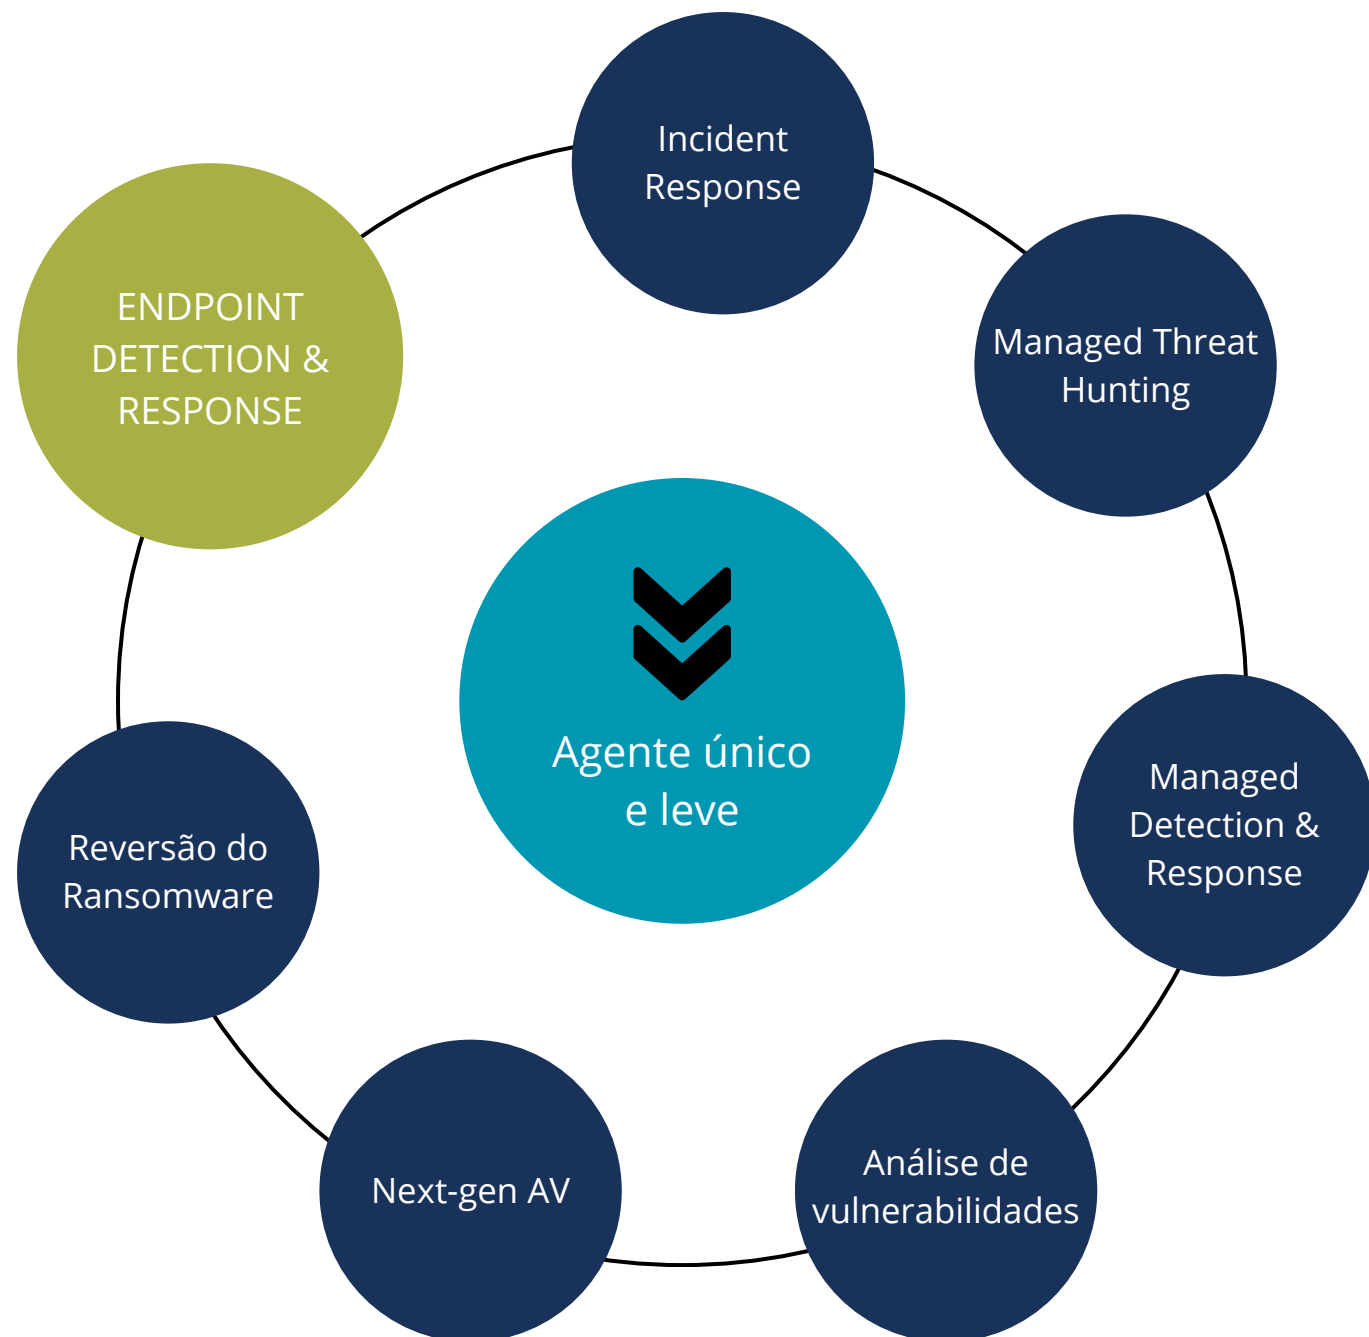 Incident
Response
ENDPOINT
DETECTION &
RESPONSE
Managed Threat
Hunting
Agente único
e leve
Managed
Detection &
Response
Reversão do
Ransomware
Next-gen AV
Análise de
vulnerabilidades